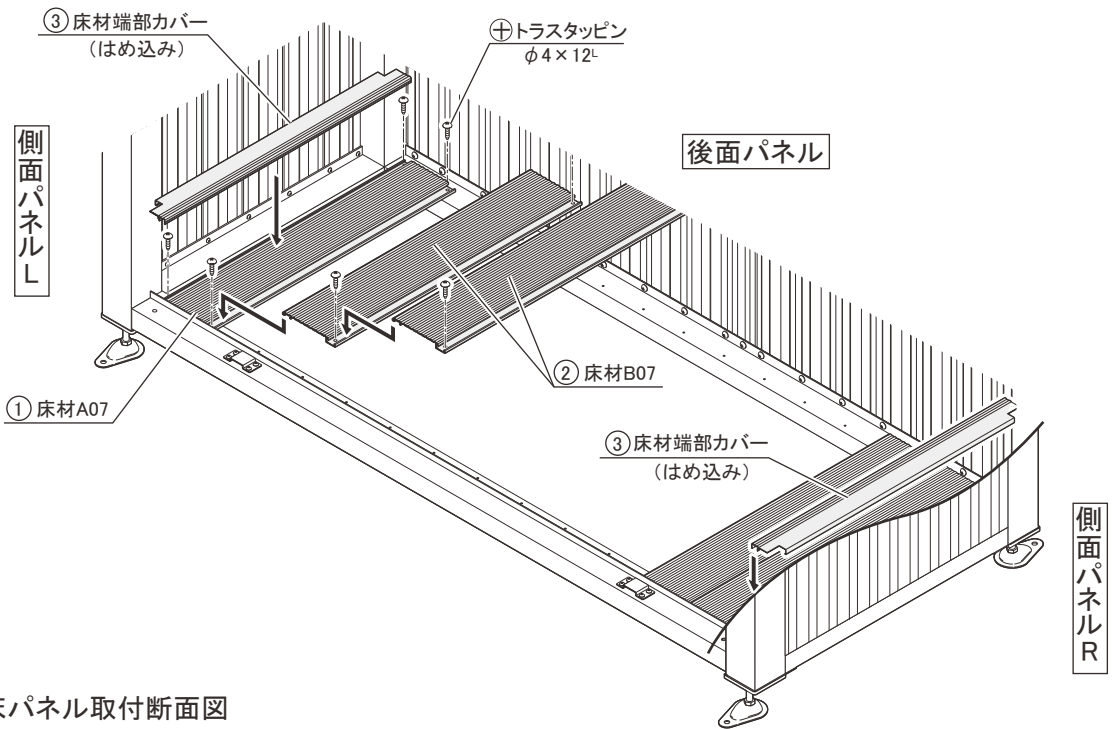 ③床材端部カバー
(はめ込み)
⊕トラスタッピン
φ4×12L
側面パネルL
後面パネル
②床材B07
①床材A07
③床材端部カバー
(はめ込み)
側面パネルR
パネル取付断面図